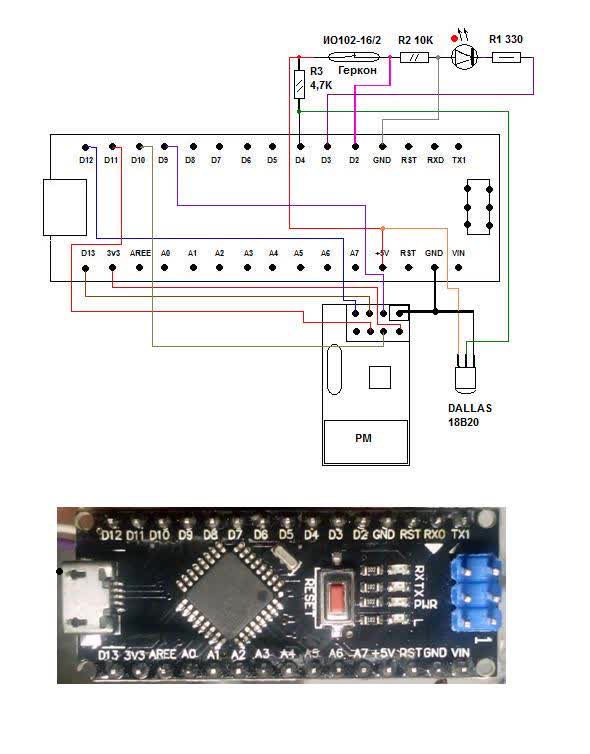 ИО102-16/2 R2 10K R1 330
R3
4,7K
Геркон
D12 D11 D10 D9 D8 D7 D6 D5 D4 D3 D2 GND RST RXD TX1
D13 3v3 AREE A0 A1 A2 A3 A4 A5 A6 A7 +5V RST GND VIN
DALLAS
18B20
PM
D12 D11 D10 D9 D8 D7 D6 D5 D4 D3 D2 GND RST RX0 TX1
RESET
RX
TX
PWR
L
1
D13 3V3 AREE A0 A1 A2 A3 A4 A5 A6 A7 +5V RST GND VIN